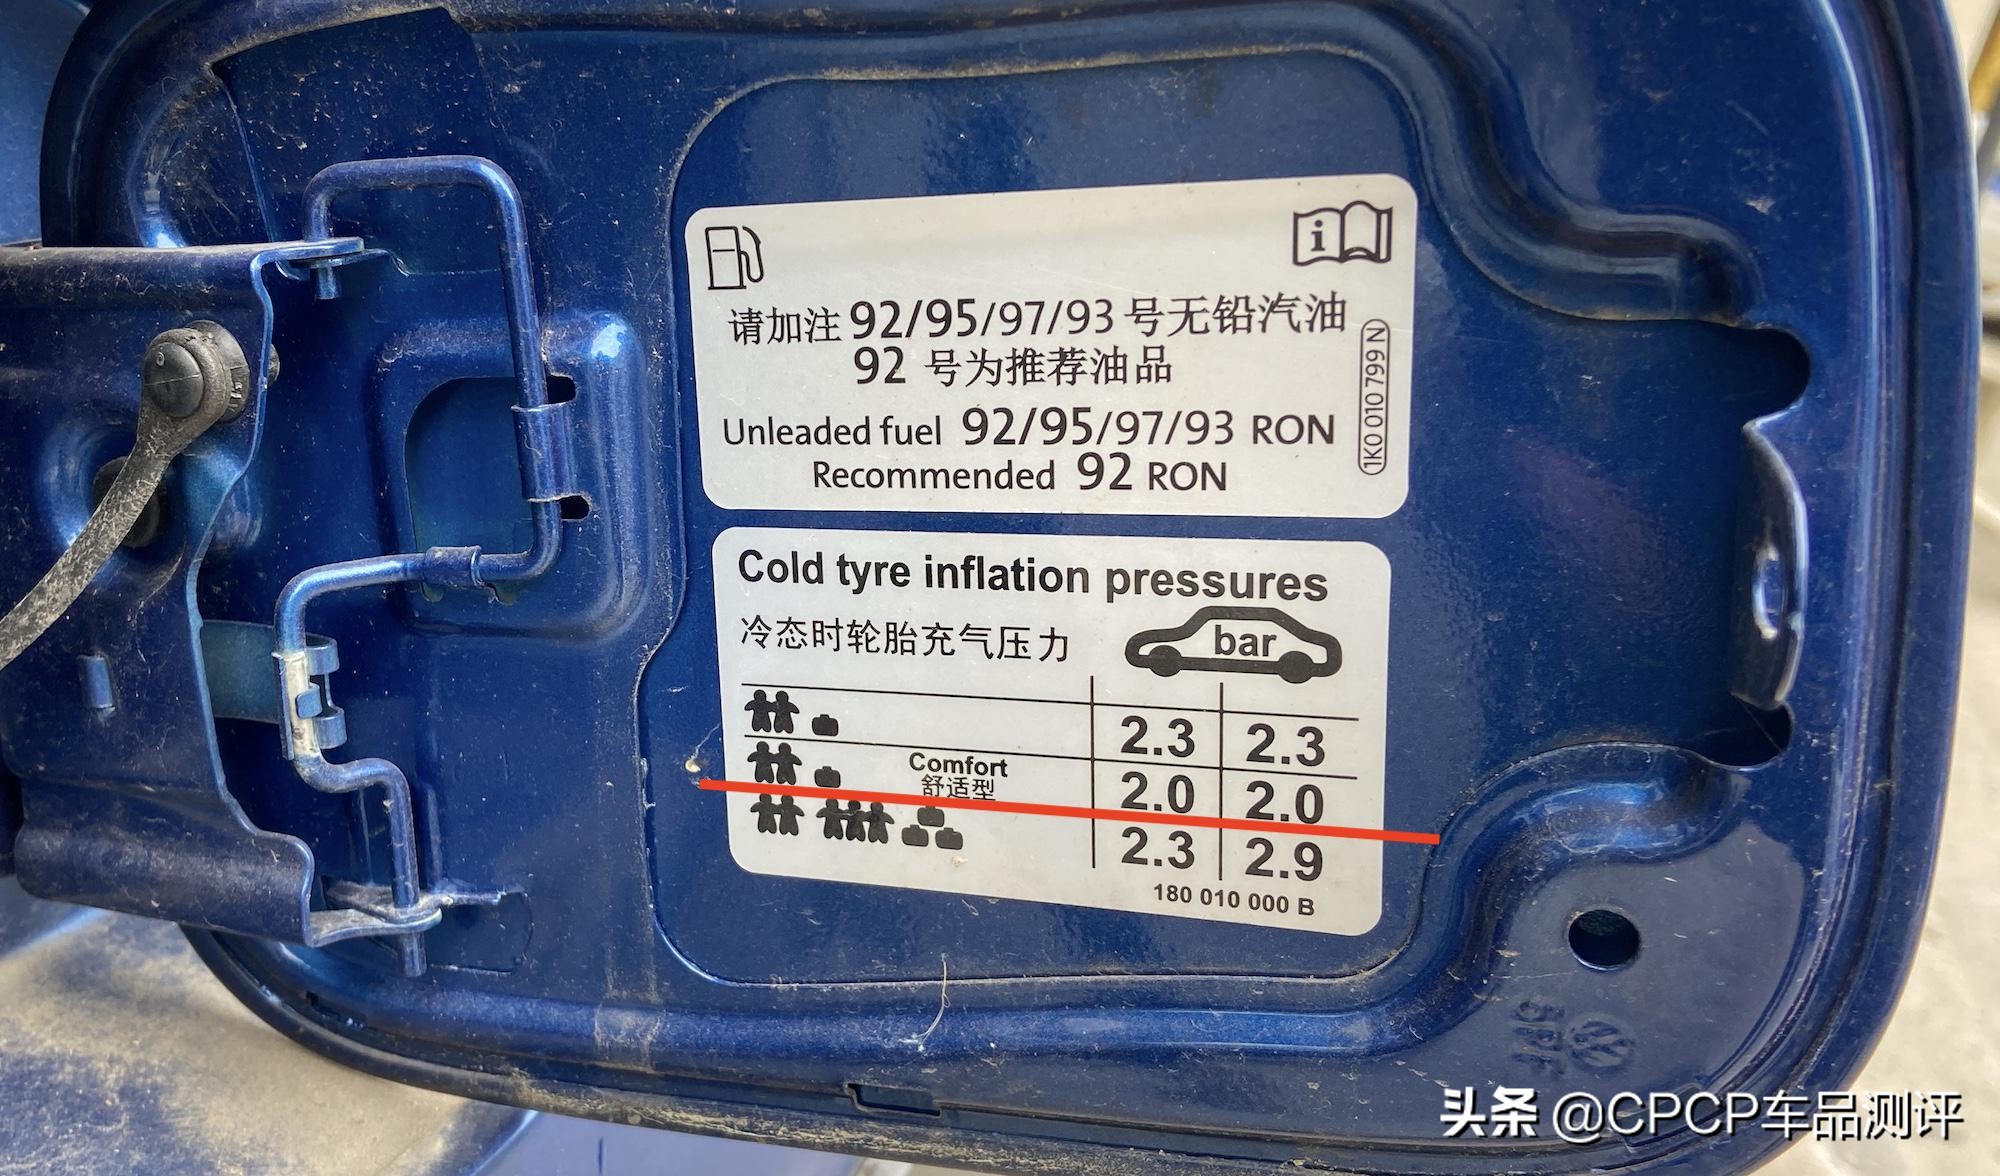 请加注 92/95/97/93 号无铅汽油
92 号为推荐油品
Unleaded fuel 92/95/97/93 RON
Recommended 92 RON
1K0 010 799 N
Cold tyre inflation pressures
冷态时轮胎充气压力
bar
2.3 2.3
Comfort
舒适型
2.0 2.0
2.3 2.9
180 010 000 B
头条 @CPCP车品测评